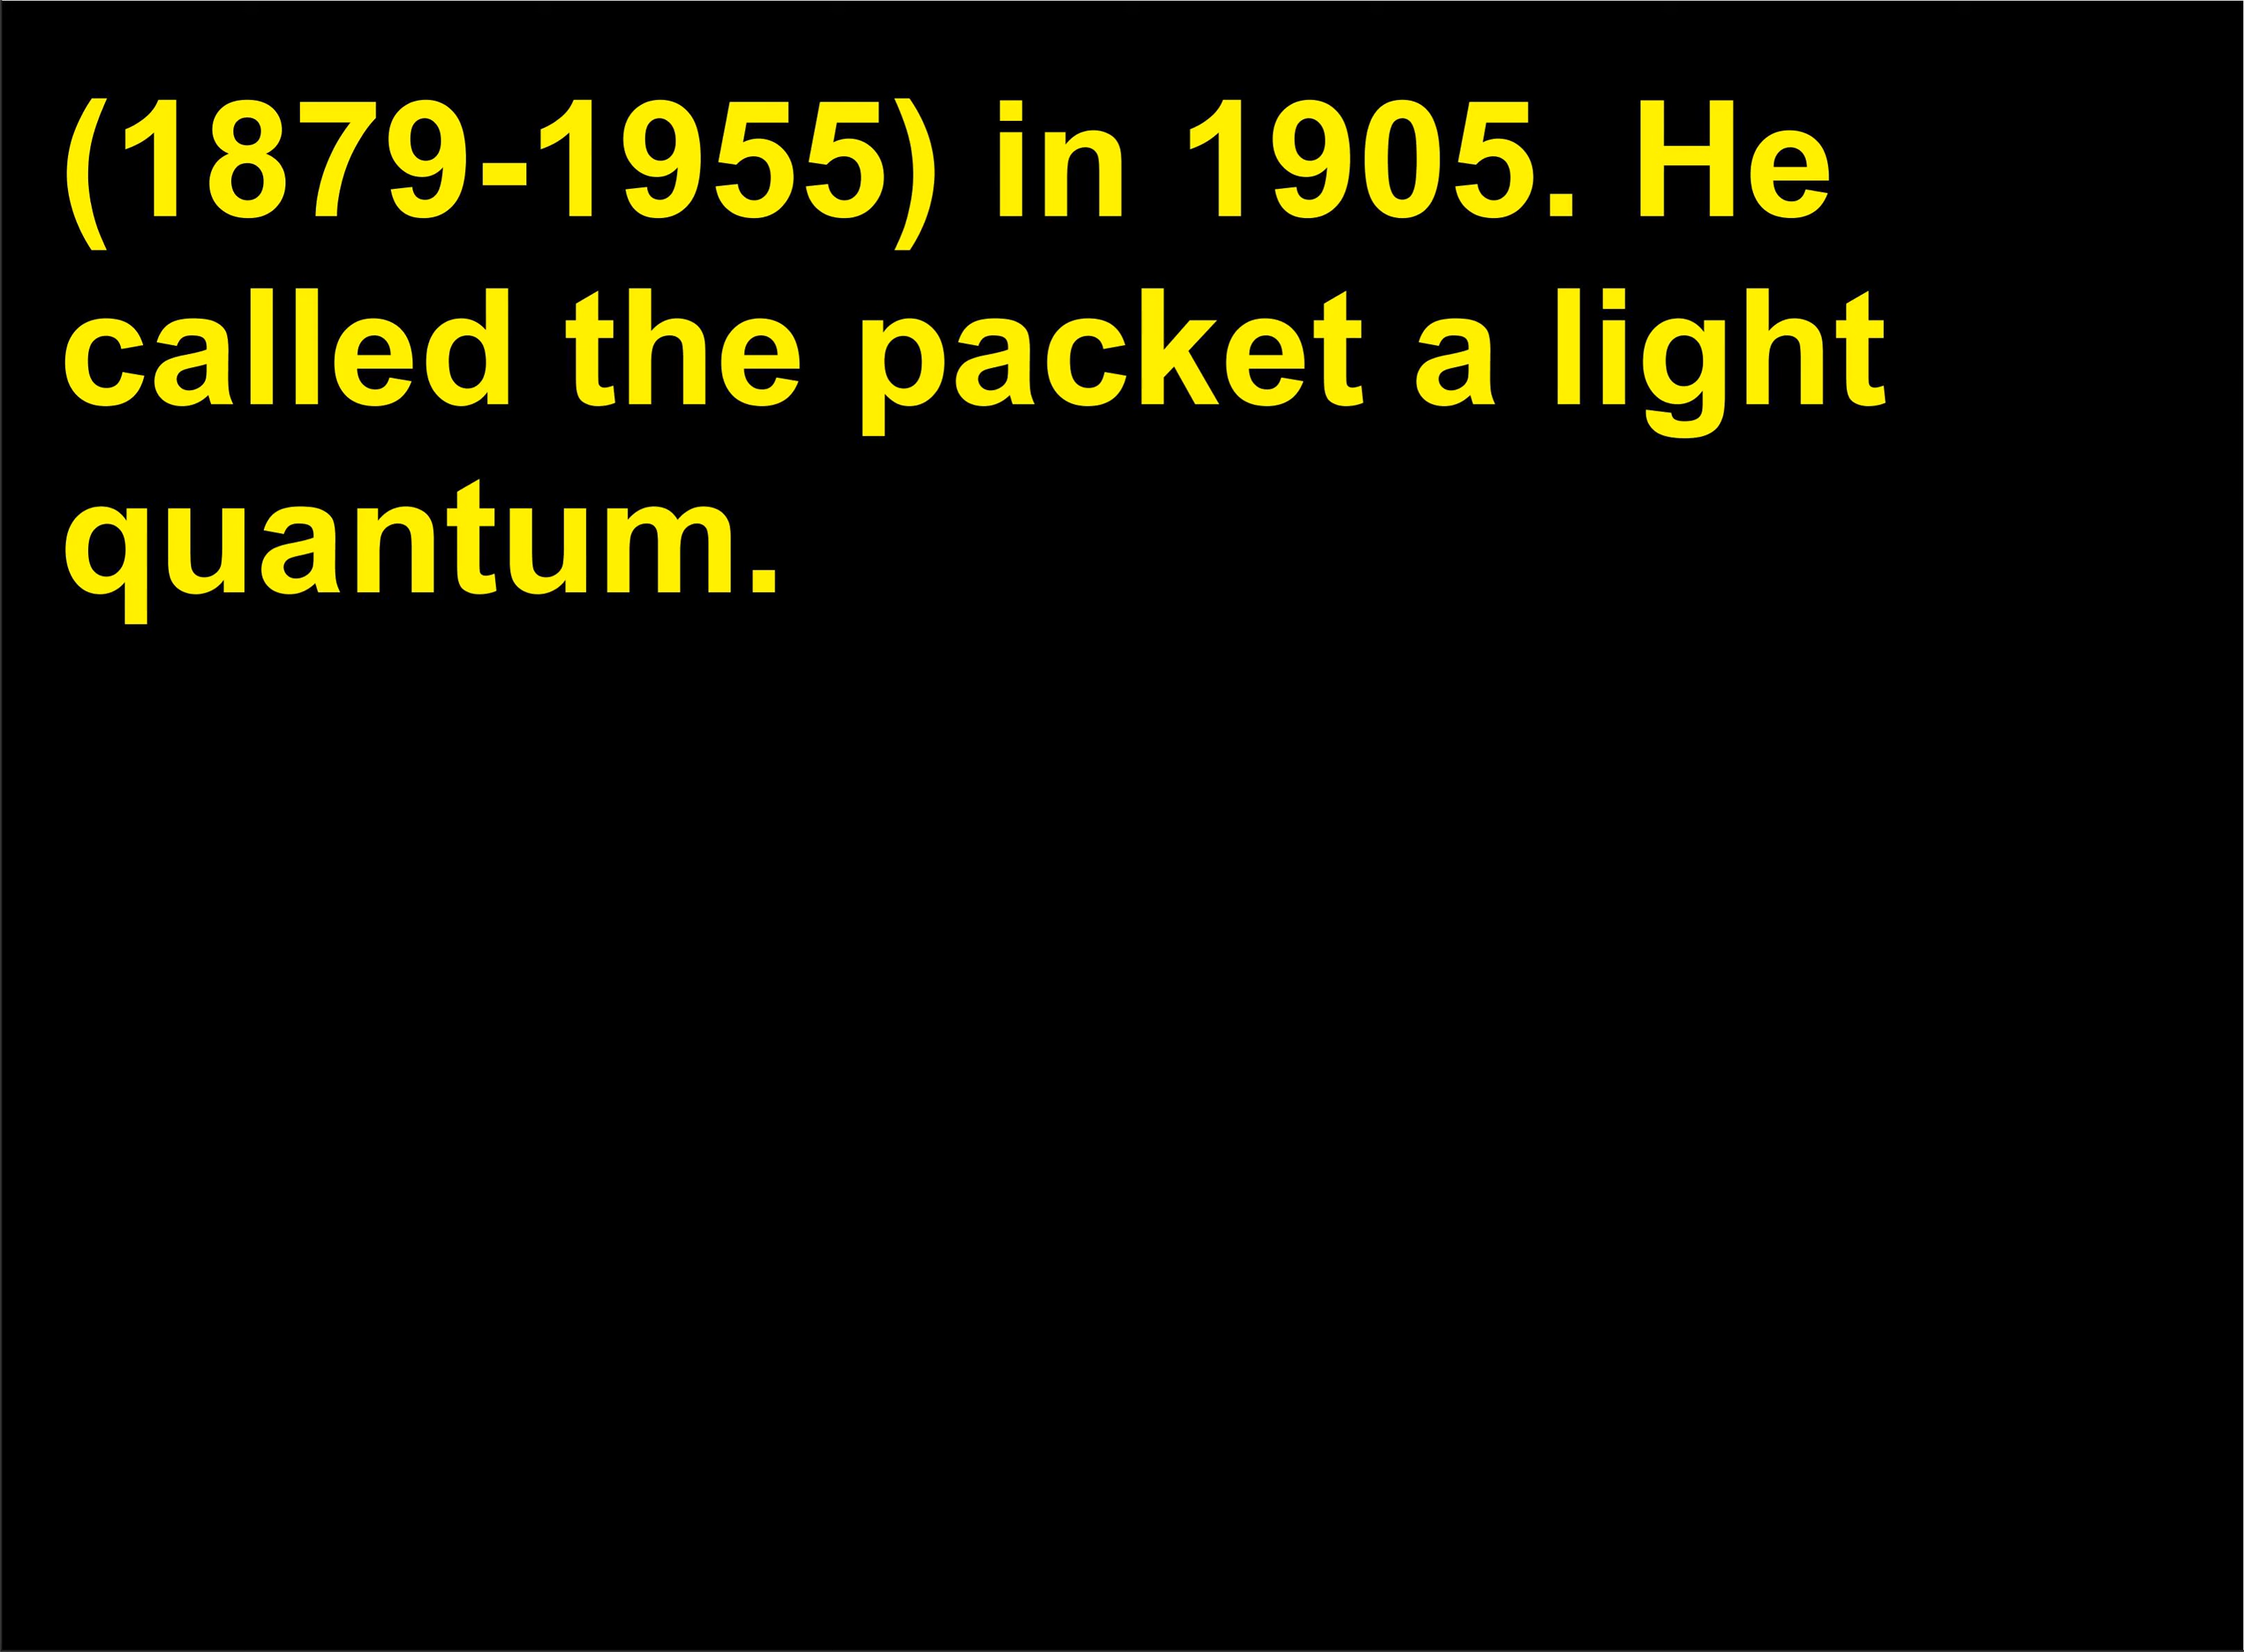 (1879-1955) in 1905. He
called the packet a light
quantum.